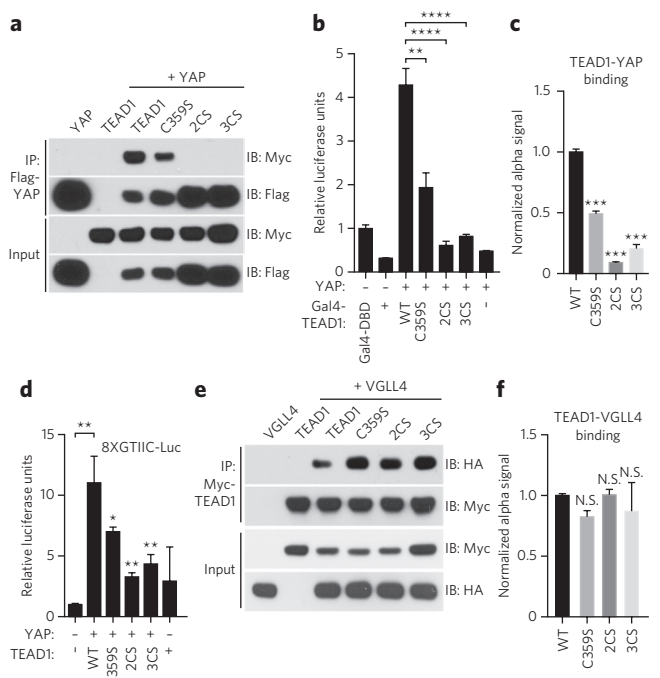 a
+ YAP
YAP
TEAD1
TEAD1
C359S
2CS
3CS
IP:
Flag-
YAP
IB: Myc
IB: Flag
Input
IB: Myc
IB: Flag
b
****
****
**
Relative luciferase units
5
4
3
2
1
0
YAP: – – + + + + +
Gal4-
TEAD1:
Gal4-DBD
+
WT
C359S
2CS
3CS
–
c
TEAD1-YAP
binding
Normalized alpha signal
1.5
1.0
0.5
0
***
***
***
WT
C359S
2CS
3CS
d
8XGTIIC-Luc
**
Relative luciferase units
15
10
5
0
*
**
**
YAP: – + + + + –
TEAD1: - WT 359S 2CS 3CS +
e
+ VGLL4
VGLL4
TEAD1
TEAD1
C359S
2CS
3CS
IP:
Myc-
TEAD1
IB: HA
IB: Myc
Input
IB: Myc
IB: HA
f
TEAD1-VGLL4
binding
Normalized alpha signal
1.5
1.0
0.5
0
N.S.
N.S.
N.S.
WT
C359S
2CS
3CS